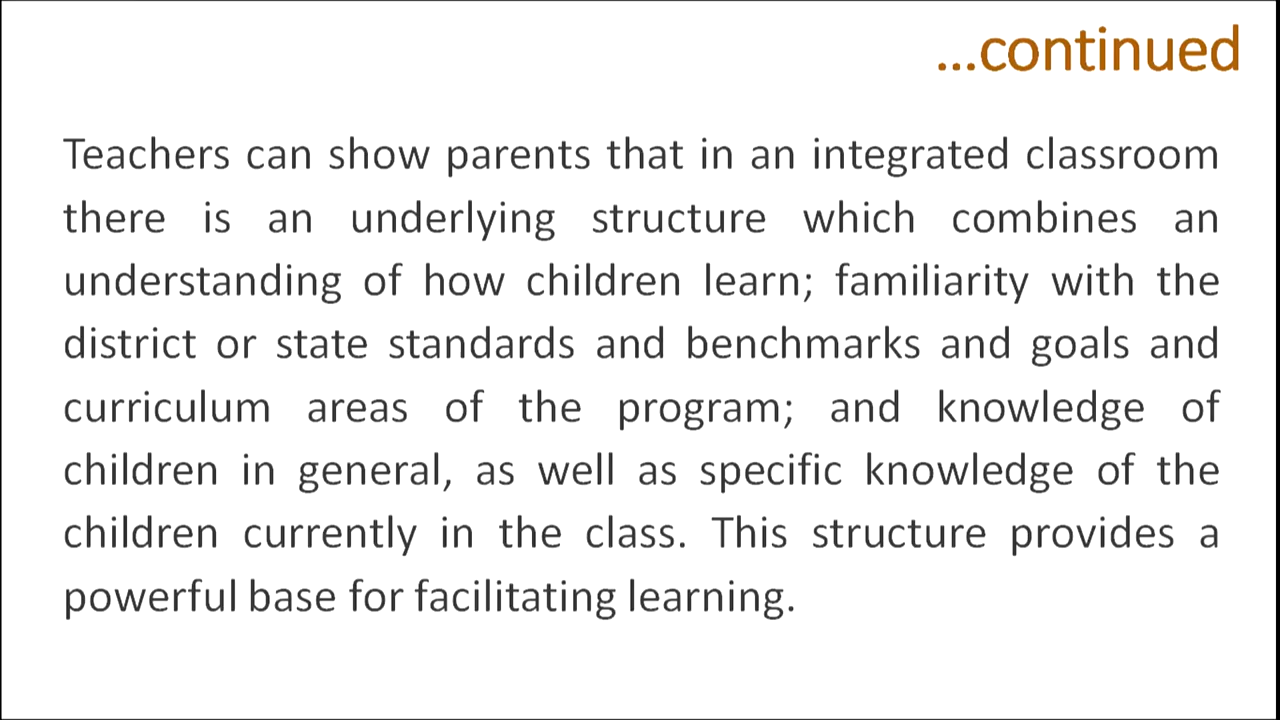 ...continued
Teachers can show parents that in an integrated classroom
there is an underlying structure which combines an
understanding of how children learn; familiarity with the
district or state standards and benchmarks and goals and
curriculum areas of the program; and knowledge of
children in general, as well as specific knowledge of the
children currently in the class. This structure provides a
powerful base for facilitating learning.